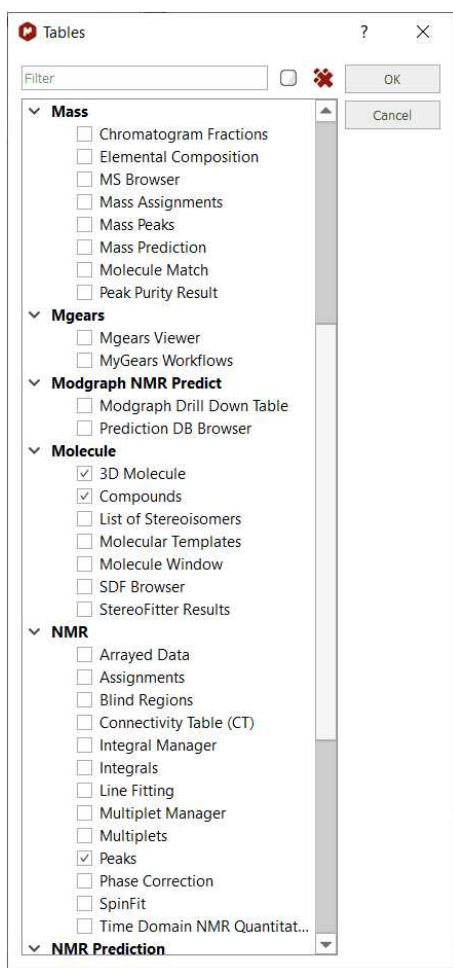 Tables
?
Filter
OK
Cancel
Mass
Chromatogram Fractions
Elemental Composition
MS Browser
Mass Assignments
Mass Peaks
Mass Prediction
Molecule Match
Peak Purity Result
Mgears
Mgears Viewer
MyGears Workflows
Modgraph NMR Predict
Modgraph Drill Down Table
Prediction DB Browser
Molecule
3D Molecule
Compounds
List of Stereoisomers
Molecular Templates
Molecule Window
SDF Browser
StereoFitter Results
NMR
Arrayed Data
Assignments
Blind Regions
Connectivity Table (CT)
Integral Manager
Integrals
Line Fitting
Multiplet Manager
Multiplets
Peaks
Phase Correction
SpinFit
Time Domain NMR Quantitat...
NMR Prediction